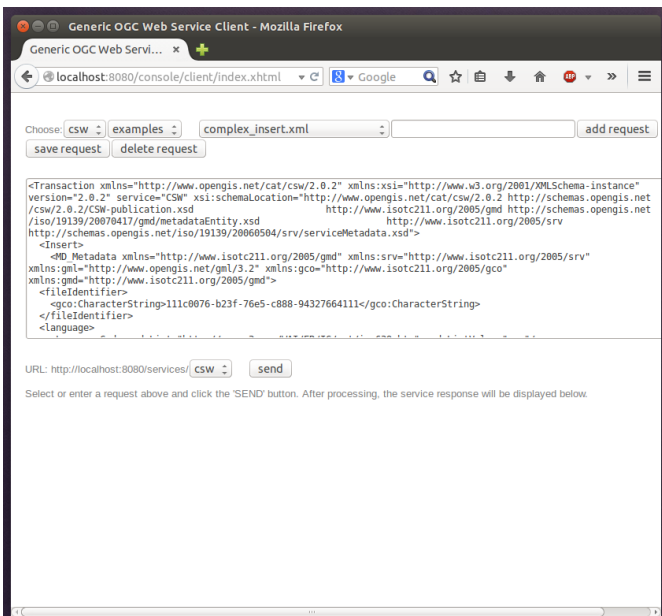 Generic OGC Web Service Client - Mozilla Firefox
Generic OGC Web Servi... ×
localhost:8080/console/client/index.xhtml
Google
ABP
Choose: csw examples complex_insert.xml add request
save request delete request
<Transaction xmlns="http://www.opengis.net/cat/csw/2.0.2" xmlns:xsi="http://www.w3.org/2001/XMLSchema-instance"
version="2.0.2" service="CSW" xsi:schemaLocation="http://www.opengis.net/cat/csw/2.0.2 http://schemas.opengis.net
/csw/2.0.2/CSW-publication.xsd http://www.isotc211.org/2005/gmd http://schemas.opengis.net
/iso/19139/20070417/gmd/metadataEntity.xsd http://www.isotc211.org/2005/srv
http://schemas.opengis.net/iso/19139/20060504/srv/serviceMetadata.xsd">
<Insert>
<MD_Metadata xmlns="http://www.isotc211.org/2005/gmd" xmlns:srv="http://www.isotc211.org/2005/srv"
xmlns:gml="http://www.opengis.net/gml/3.2" xmlns:gco="http://www.isotc211.org/2005/gco"
xmlns:gmd="http://www.isotc211.org/2005/gmd">
<fileIdentifier>
<gco:CharacterString>111c0076-b23f-76e5-c888-94327664111</gco:CharacterString>
</fileIdentifier>
<language>
URL: http://localhost:8080/services/ csw send
Select or enter a request above and click the 'SEND' button. After processing, the service response will be displayed below.